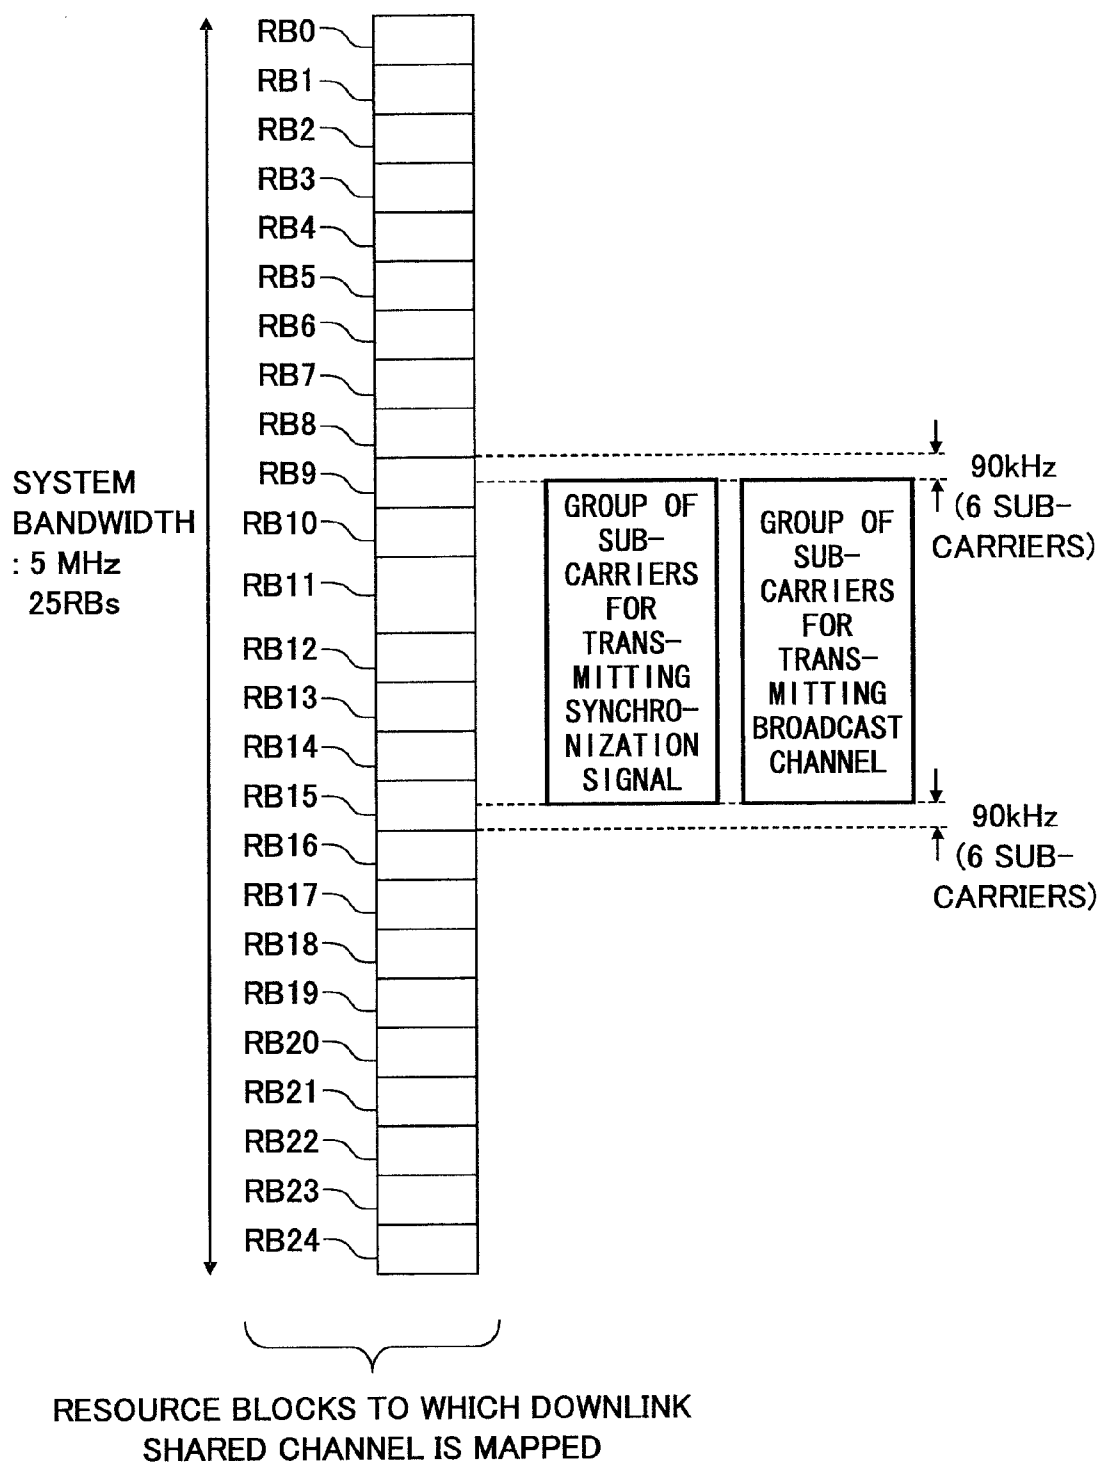 RB0
RB1
RB2
RB3
RB4
RB5
RB6
RB7
RB8
RB9
RB10
RB11
RB12
RB13
RB14
RB15
RB16
RB17
RB18
RB19
RB20
RB21
RB22
RB23
RB24
SYSTEM
BANDWIDTH
: 5 MHz
25RBs
GROUP OF
SUB-
CARRIERS
FOR
TRANS-
MITTING
SYNCHRO-
NIZATION
SIGNAL
GROUP OF
SUB-
CARRIERS
FOR
TRANS-
MITTING
BROADCAST
CHANNEL
90kHz
(6 SUB-
CARRIERS)
90kHz
(6 SUB-
CARRIERS)
RESOURCE BLOCKS TO WHICH DOWNLINK
SHARED CHANNEL IS MAPPED